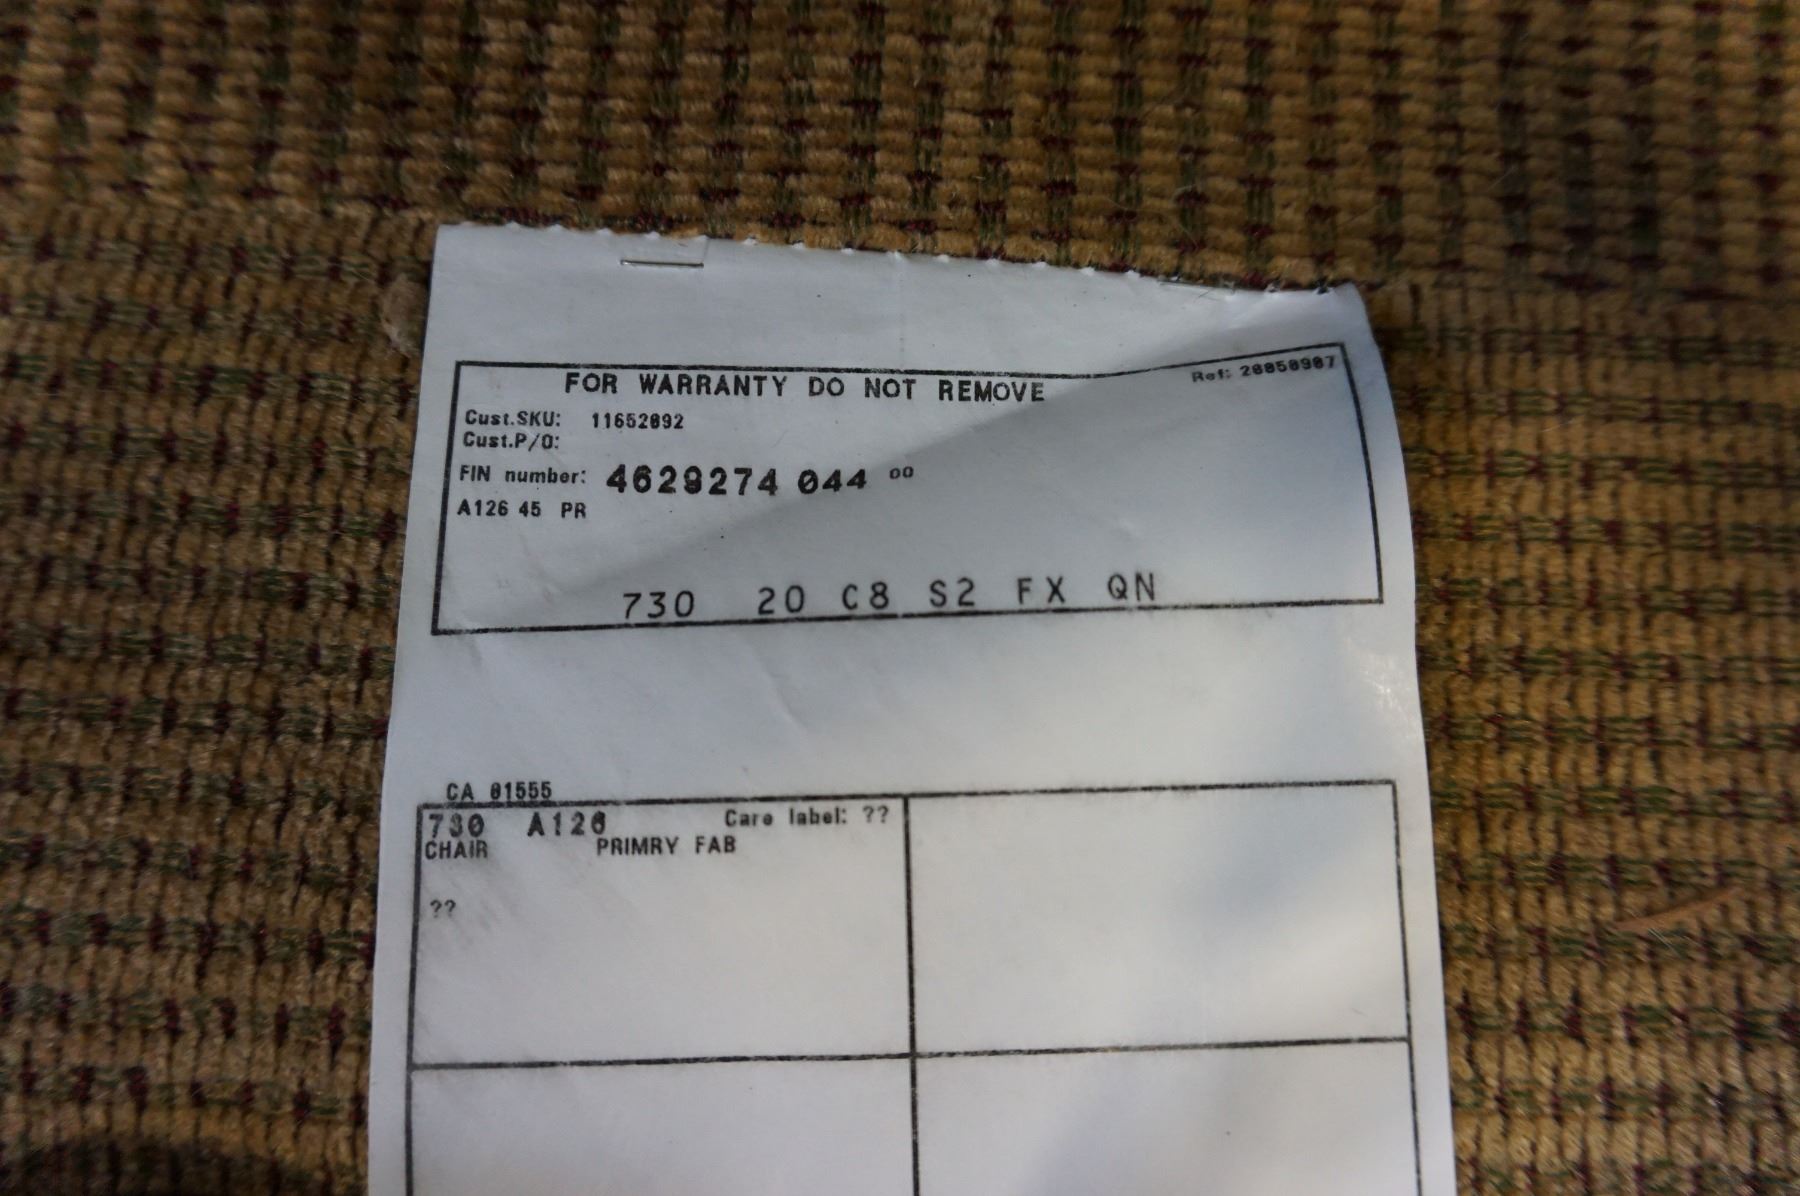 FOR WARRANTY DO NOT REMOVE
Ref: 20050907
Cust.SKU: 11652092
Cust.P/O:
FIN number: 4629274 044 00
A126 45 PR
730 20 C8 S2 FX QN
CA 01555
730 A126 Care label: ??
CHAIR PRIMRY FAB
??